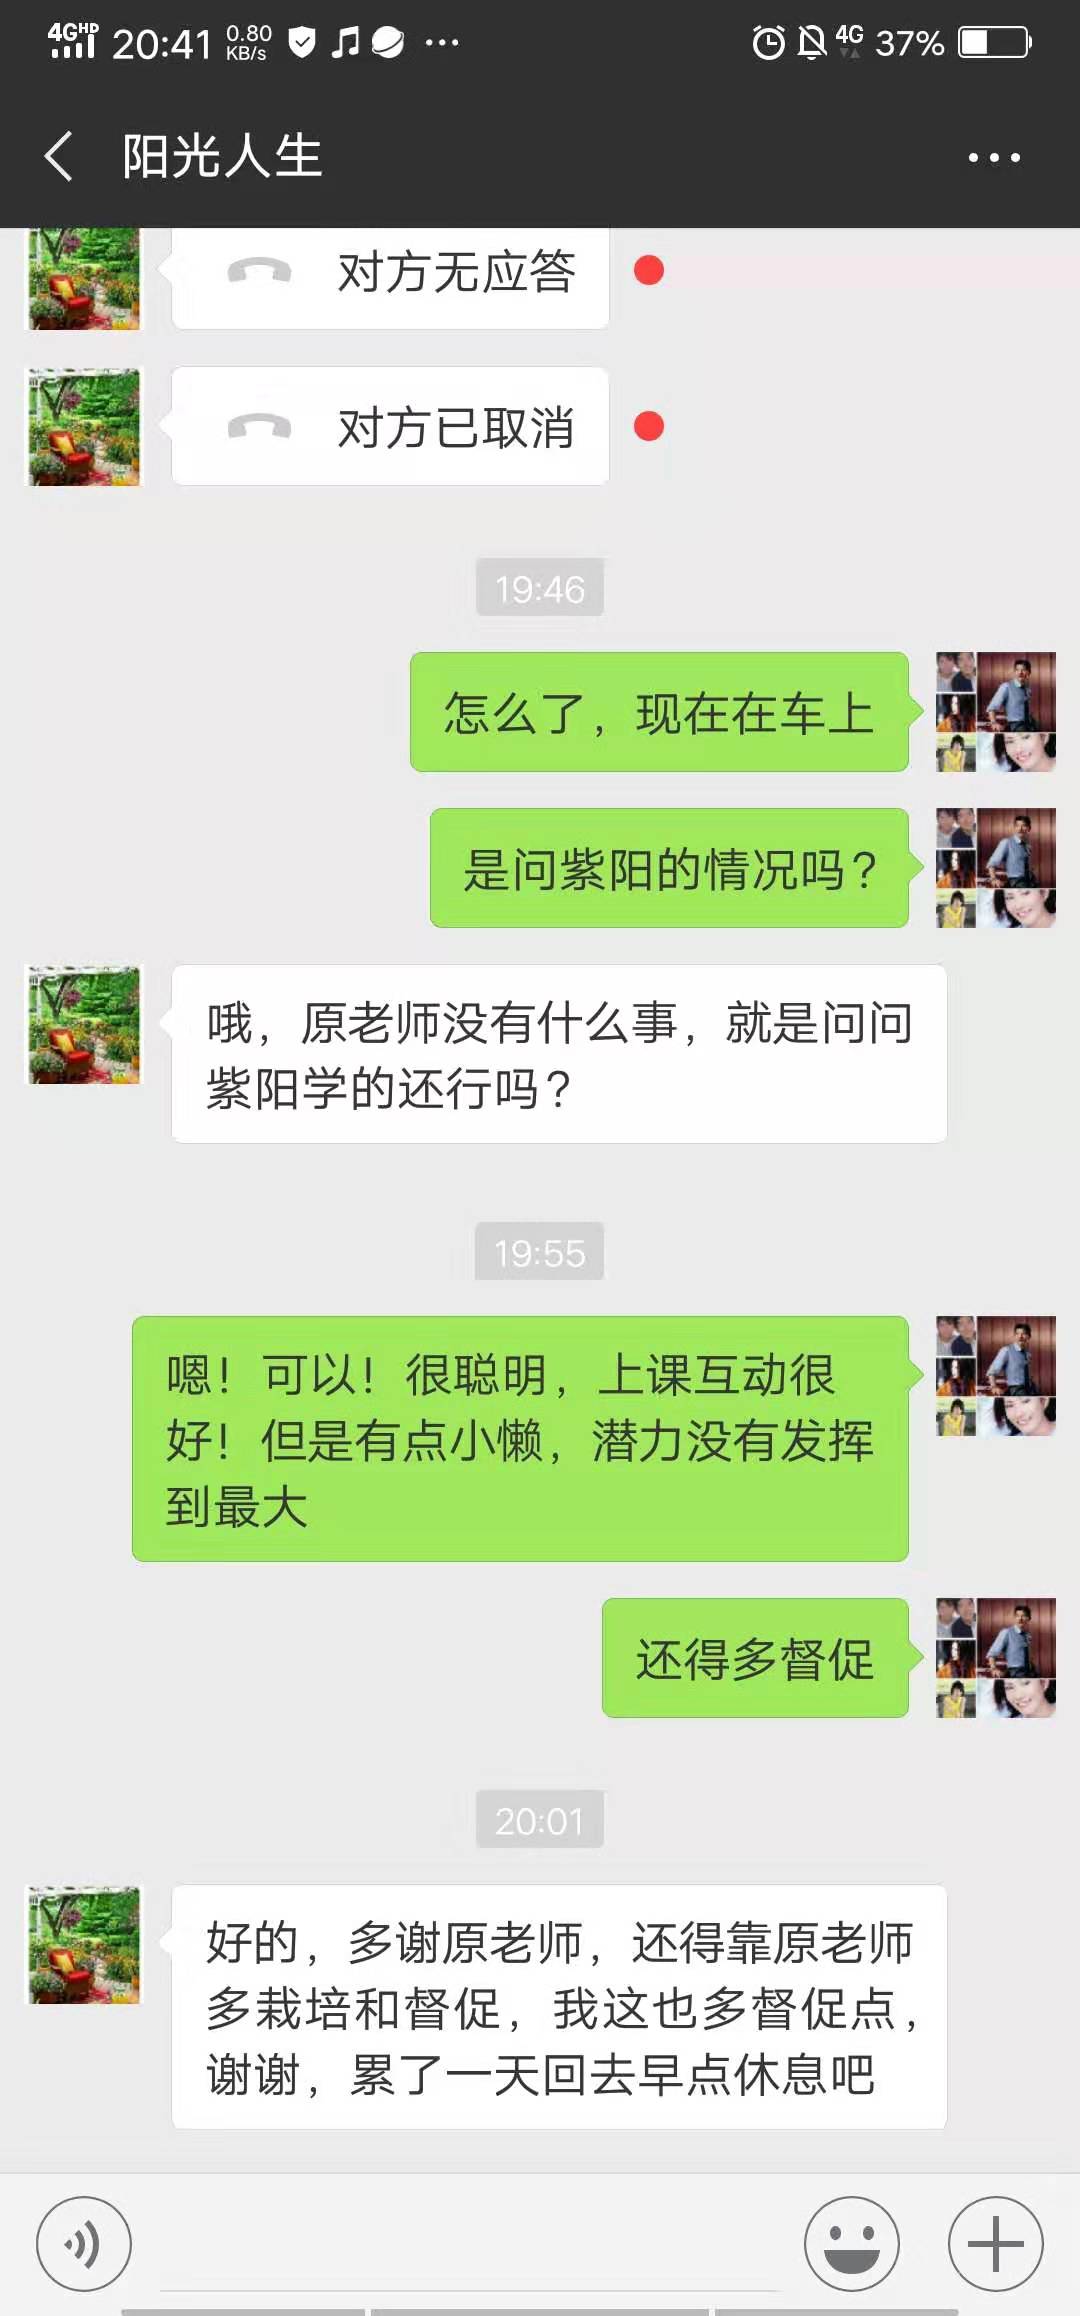 4G HD 20:41 0.80 KB/s 4G 37%
阳光人生
对方无应答
对方已取消
19:46
怎么了，现在在车上
是问紫阳的情况吗？
哦，原老师没有什么事，就是问问
紫阳学的还行吗？
19:55
嗯！可以！很聪明，上课互动很
好！但是有点小懒，潜力没有发挥
到最大
还得多督促
20:01
好的，多谢原老师，还得靠原老师
多栽培和督促，我这也多督促点，
谢谢，累了一天回去早点休息吧